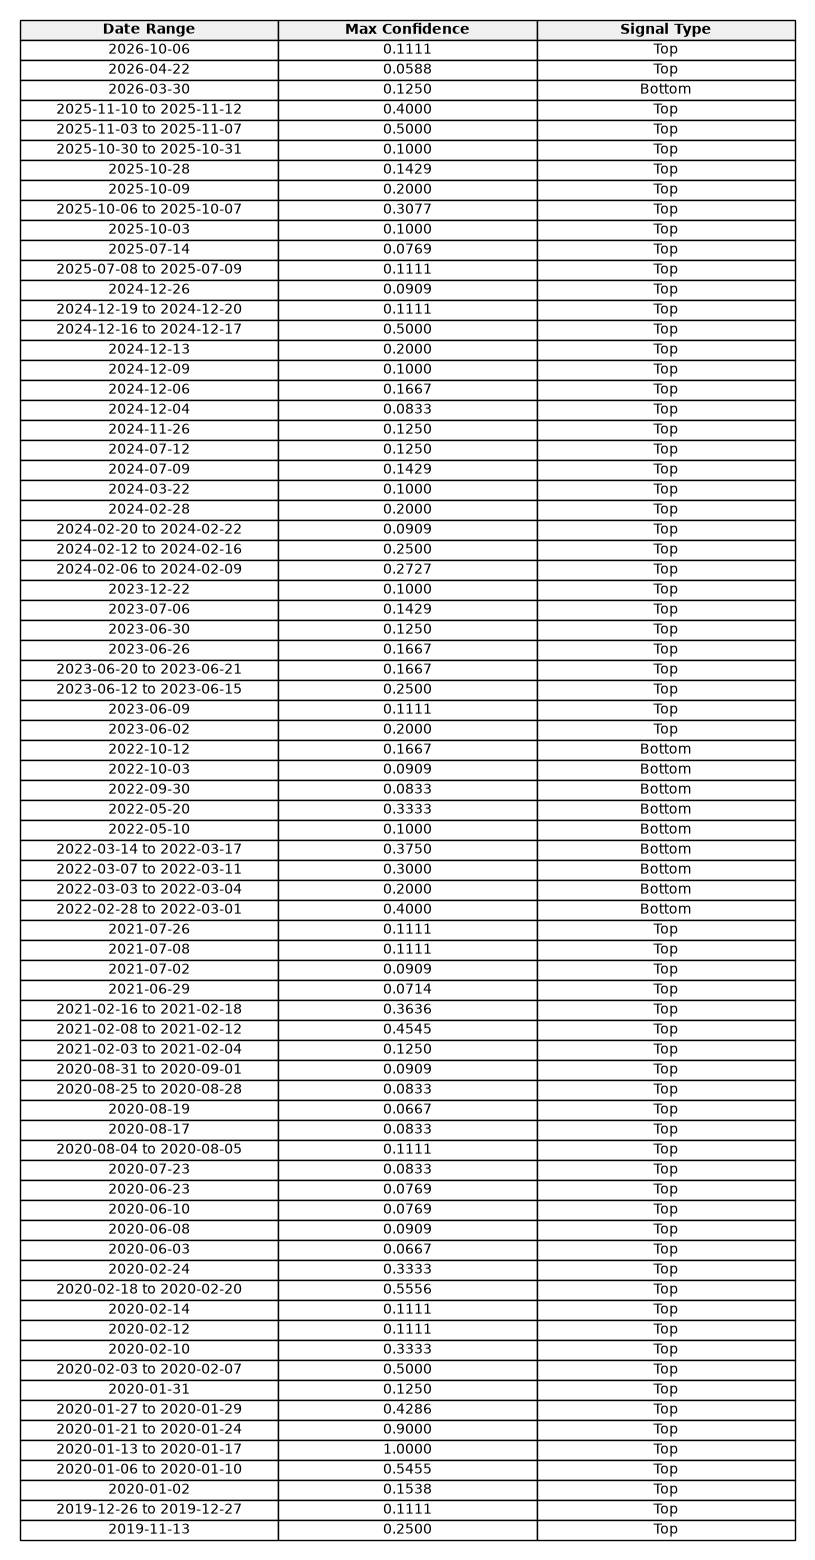 Date Range Max Confidence Signal Type
2026-10-06 0.1111 Top
2026-04-22 0.0588 Top
2026-03-30 0.1250 Bottom
2025-11-10 to 2025-11-12 0.4000 Top
2025-11-03 to 2025-11-07 0.5000 Top
2025-10-30 to 2025-10-31 0.1000 Top
2025-10-28 0.1429 Top
2025-10-09 0.2000 Top
2025-10-06 to 2025-10-07 0.3077 Top
2025-10-03 0.1000 Top
2025-07-14 0.0769 Top
2025-07-08 to 2025-07-09 0.1111 Top
2024-12-26 0.0909 Top
2024-12-19 to 2024-12-20 0.1111 Top
2024-12-16 to 2024-12-17 0.5000 Top
2024-12-13 0.2000 Top
2024-12-09 0.1000 Top
2024-12-06 0.1667 Top
2024-12-04 0.0833 Top
2024-11-26 0.1250 Top
2024-07-12 0.1250 Top
2024-07-09 0.1429 Top
2024-03-22 0.1000 Top
2024-02-28 0.2000 Top
2024-02-20 to 2024-02-22 0.0909 Top
2024-02-12 to 2024-02-16 0.2500 Top
2024-02-06 to 2024-02-09 0.2727 Top
2023-12-22 0.1000 Top
2023-07-06 0.1429 Top
2023-06-30 0.1250 Top
2023-06-26 0.1667 Top
2023-06-20 to 2023-06-21 0.1667 Top
2023-06-12 to 2023-06-15 0.2500 Top
2023-06-09 0.1111 Top
2023-06-02 0.2000 Top
2022-10-12 0.1667 Bottom
2022-10-03 0.0909 Bottom
2022-09-30 0.0833 Bottom
2022-05-20 0.3333 Bottom
2022-05-10 0.1000 Bottom
2022-03-14 to 2022-03-17 0.3750 Bottom
2022-03-07 to 2022-03-11 0.3000 Bottom
2022-03-03 to 2022-03-04 0.2000 Bottom
2022-02-28 to 2022-03-01 0.4000 Bottom
2021-07-26 0.1111 Top
2021-07-08 0.1111 Top
2021-07-02 0.0909 Top
2021-06-29 0.0714 Top
2021-02-16 to 2021-02-18 0.3636 Top
2021-02-08 to 2021-02-12 0.4545 Top
2021-02-03 to 2021-02-04 0.1250 Top
2020-08-31 to 2020-09-01 0.0909 Top
2020-08-25 to 2020-08-28 0.0833 Top
2020-08-19 0.0667 Top
2020-08-17 0.0833 Top
2020-08-04 to 2020-08-05 0.1111 Top
2020-07-23 0.0833 Top
2020-06-23 0.0769 Top
2020-06-10 0.0769 Top
2020-06-08 0.0909 Top
2020-06-03 0.0667 Top
2020-02-24 0.3333 Top
2020-02-18 to 2020-02-20 0.5556 Top
2020-02-14 0.1111 Top
2020-02-12 0.1111 Top
2020-02-10 0.3333 Top
2020-02-03 to 2020-02-07 0.5000 Top
2020-01-31 0.1250 Top
2020-01-27 to 2020-01-29 0.4286 Top
2020-01-21 to 2020-01-24 0.9000 Top
2020-01-13 to 2020-01-17 1.0000 Top
2020-01-06 to 2020-01-10 0.5455 Top
2020-01-02 0.1538 Top
2019-12-26 to 2019-12-27 0.1111 Top
2019-11-13 0.2500 Top